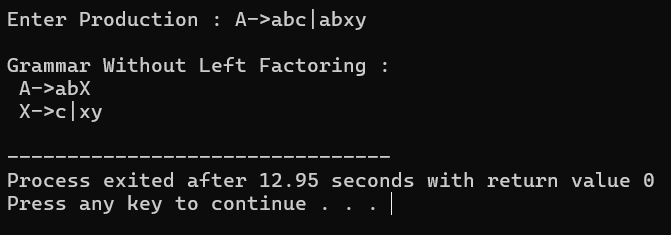 Enter Production : A->abc|abxy
Grammar Without Left Factoring :
A->abX
X->c|xy
--------------------------------
Process exited after 12.95 seconds with return value 0
Press any key to continue . . .